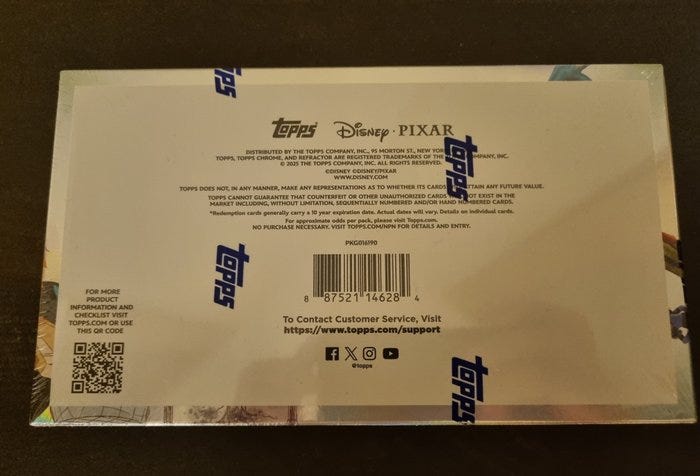 TOPPS
topps Disney · PIXAR
DISTRIBUTED BY THE TOPPS COMPANY, INC., 95 MORTON ST., NEW
TOPPS, TOPPS CHROME, AND REFRACTOR ARE REGISTERED TRADEMARKS OF THE INC.
© 2025 THE TOPPS COMPANY, INC. ALL RIGHTS RESERVED.
©DISNEY ©DISNEY/PIXAR
WWW.DISNEY.COM
topps
TOPPS DOES NOT, IN ANY MANNER, MAKE ANY REPRESENTATIONS AS TO WHETHER ITS CARDS ANY FUTURE VALUE.
TOPPS CANNOT GUARANTEE THAT COUNTERFEIT OR OTHER UNAUTHORIZED CARDS EXIST IN THE
MARKET INCLUDING, WITHOUT LIMITATION, SEQUENTIALLY NUMBERED AND/OR HAND NUMBERED CARDS.
*Redemption cards generally carry a 10 year expiration date. Actual dates will vary. Details on individual cards.
For approximate odds per pack, please visit Topps.com.
NO PURCHASE NECESSARY. VISIT TOPPS.COM/NPN FOR DETAILS AND ENTRY.
PKG016190
topps
8 87521 14628 4
FOR MORE
PRODUCT
INFORMATION AND
CHECKLIST VISIT
TOPPS.COM OR USE
THIS QR CODE
To Contact Customer Service, Visit
https://www.topps.com/support
@topps
topps